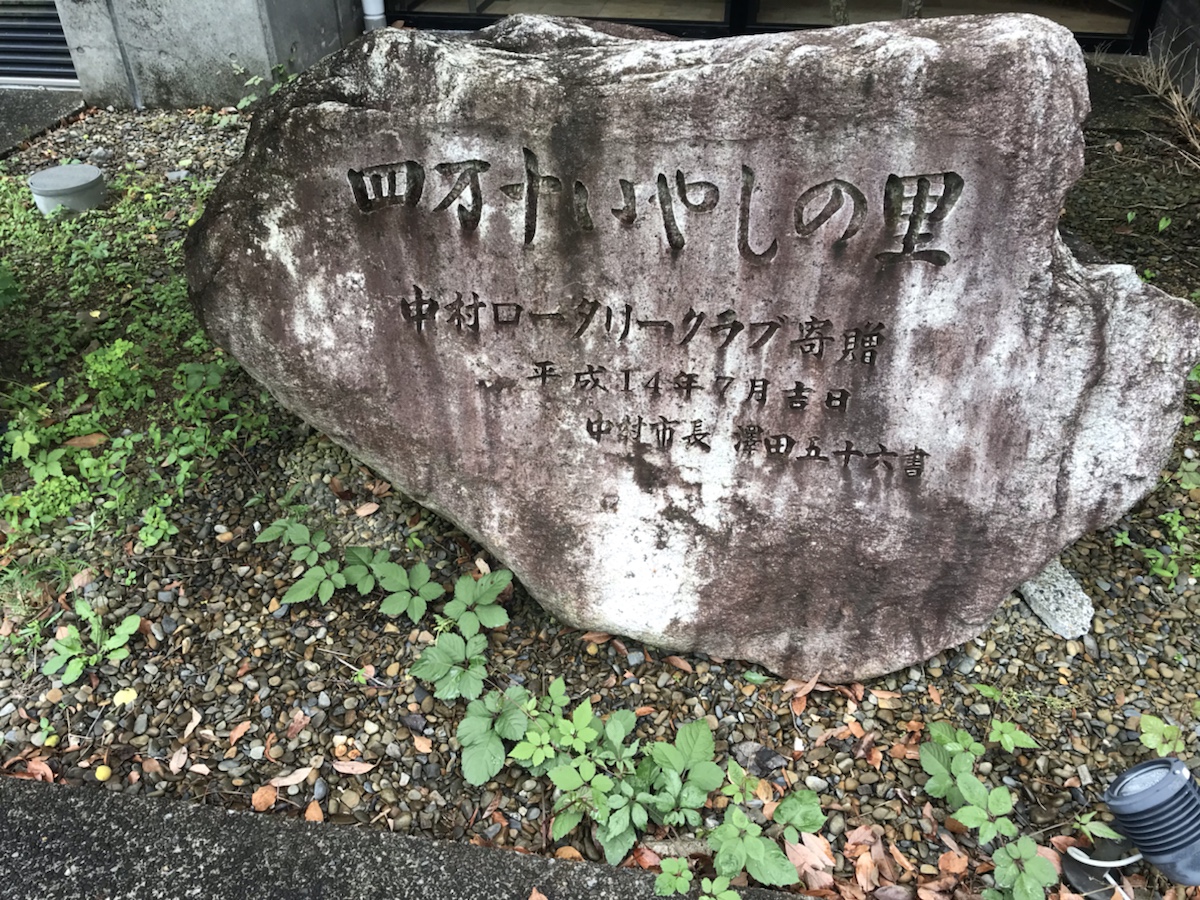 四万十いやしの里
中村ロータリークラブ寄贈
平成14年7月吉日
中村市長 澤田五十六書